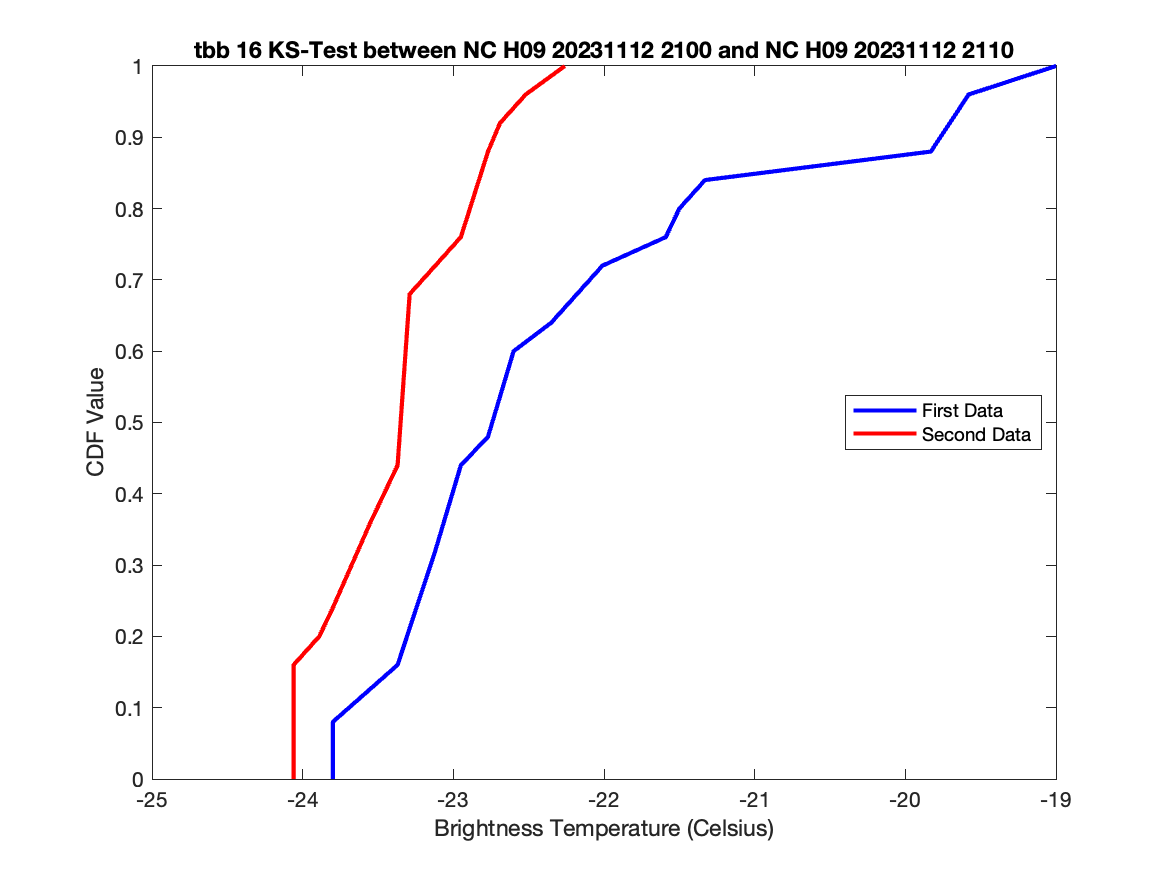 tbb 16 KS-Test between NC H09 20231112 2100 and NC H09 20231112 2110
1
0.9
0.8
0.7
0.6
0.5
0.4
0.3
0.2
0.1
0
CDF Value
First Data
Second Data
-25 -24 -23 -22 -21 -20 -19
Brightness Temperature (Celsius)